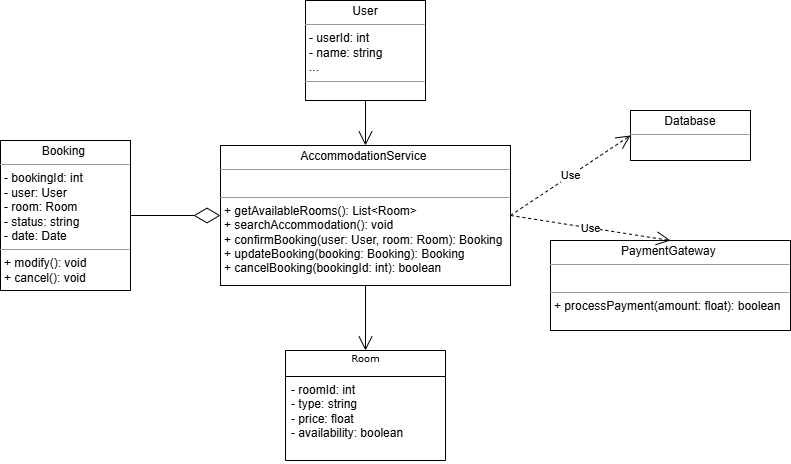 User
- userId: int
- name: string
...
Database
Use
Booking
- bookingId: int
- user: User
- room: Room
- status: string
- date: Date
+ modify(): void
+ cancel(): void
AccommodationService
+ getAvailableRooms(): List<Room>
+ searchAccommodation(): void
+ confirmBooking(user: User, room: Room): Booking
+ updateBooking(booking: Booking): Booking
+ cancelBooking(bookingId: int): boolean
Use
PaymentGateway
+ processPayment(amount: float): boolean
Room
- roomId: int
- type: string
- price: float
- availability: boolean